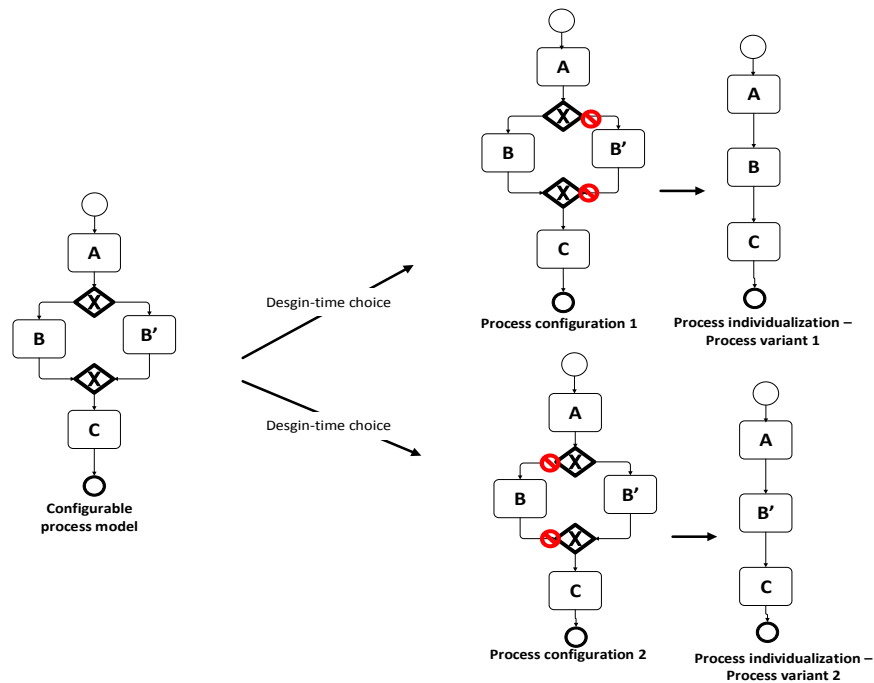 A
X
B
B'
X
C
Configurable
process model
Desgin-time choice
Desgin-time choice
A
X
B
B'
X
C
Process configuration 1
A
B
C
Process individualization –
Process variant 1
A
X
B
B'
X
C
Process configuration 2
A
B'
C
Process individualization –
Process variant 2